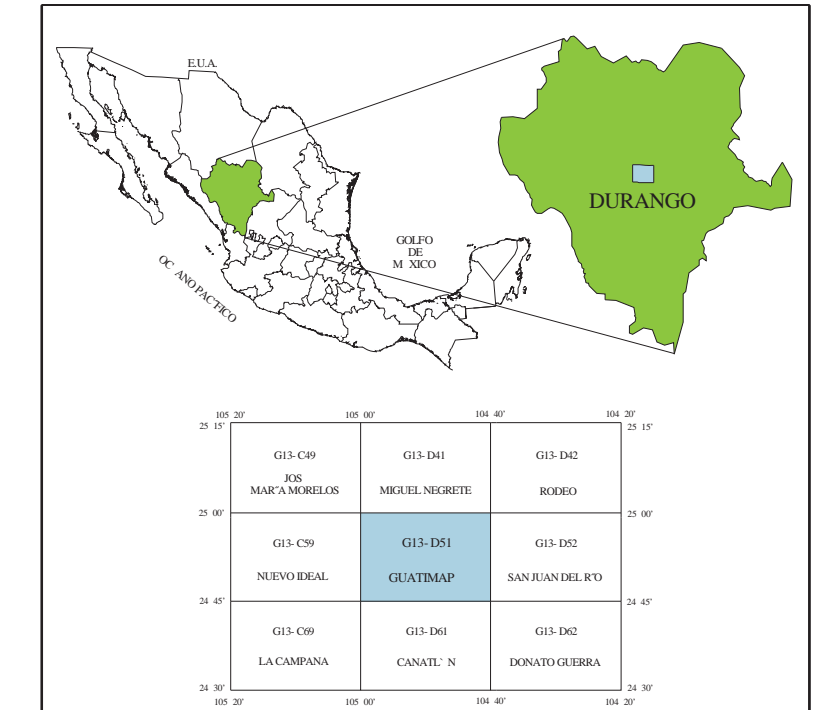 E.U.A.
DURANGO
GOLFO
DE
M XICO
OC ANO PAC˝FICO
105 20' 105 00' 104 40' 104 20'
25 15' 25 15'
G13- C49 G13- D41 G13- D42
JOS
MAR˝A MORELOS MIGUEL NEGRETE RODEO
25 00' 25 00'
G13- C59 G13- D51 G13- D52
NUEVO IDEAL GUATIMAP SAN JUAN DEL R˝O
24 45' 24 45'
G13- C69 G13- D61 G13- D62
LA CAMPANA CANATL` N DONATO GUERRA
24 30' 24 30'
105 20' 105 00' 104 40' 104 20'